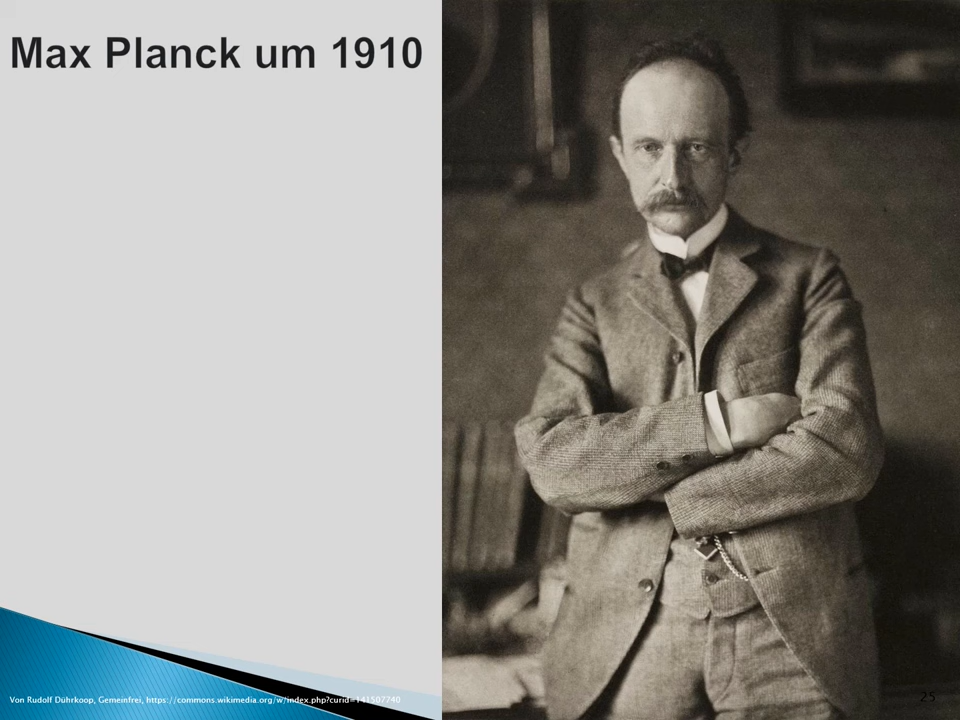 Max Planck um 1910
Von Rudolf Dührkoop, Gemeinfrei, https://commons.wikimedia.org/w/index.php?curid=141507740
25